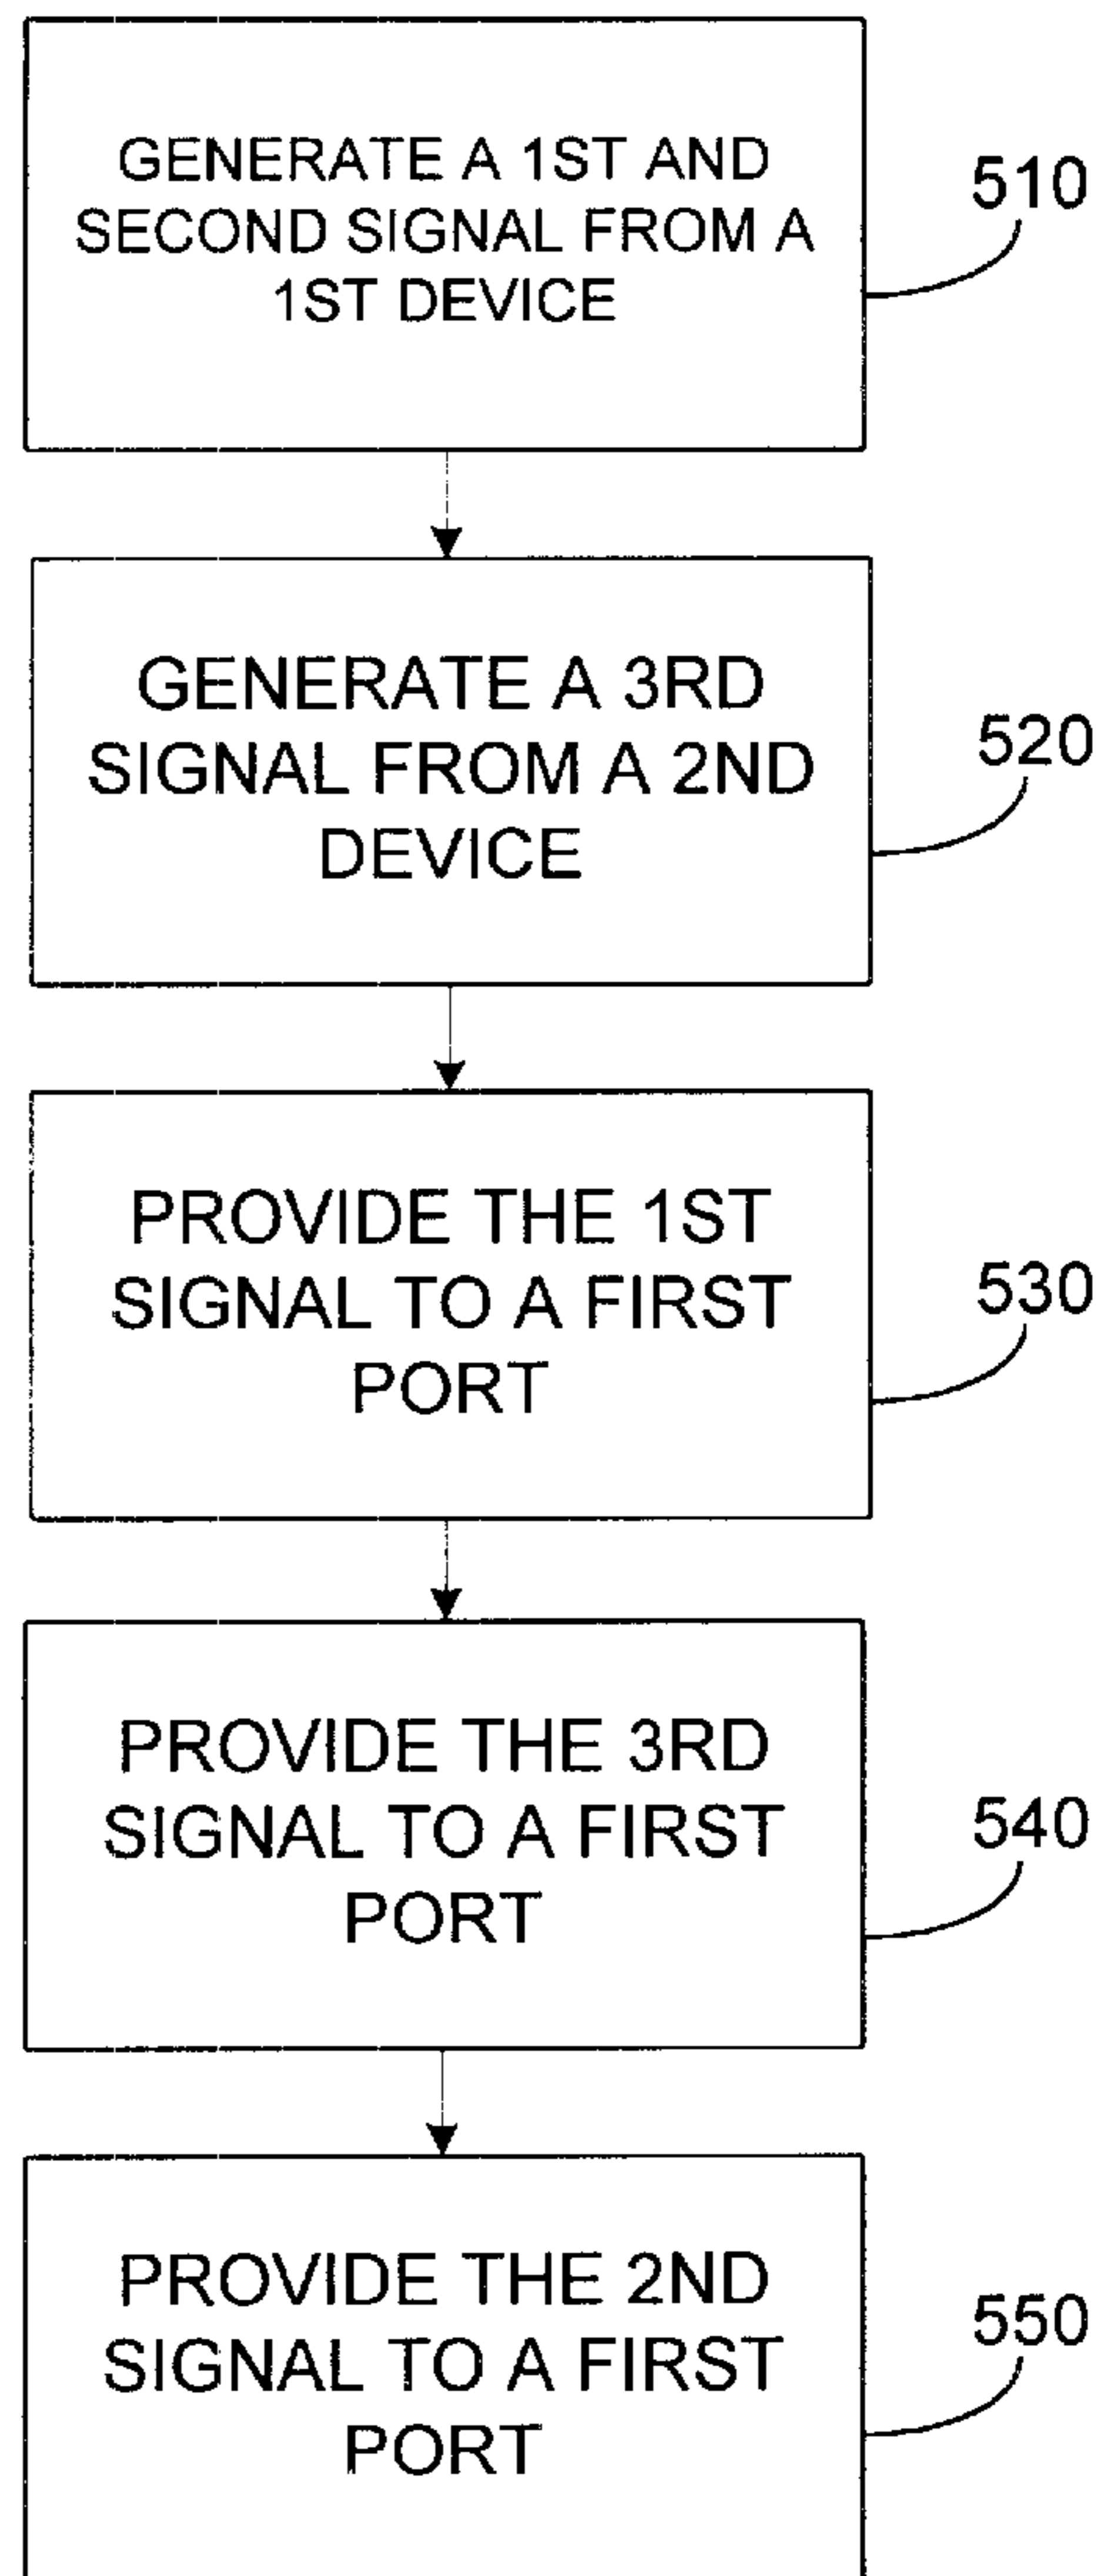 GENERATE A 1ST AND
SECOND SIGNAL FROM A
1ST DEVICE
510
GENERATE A 3RD
SIGNAL FROM A 2ND
DEVICE
520
PROVIDE THE 1ST
SIGNAL TO A FIRST
PORT
530
PROVIDE THE 3RD
SIGNAL TO A FIRST
PORT
540
PROVIDE THE 2ND
SIGNAL TO A FIRST
PORT
550